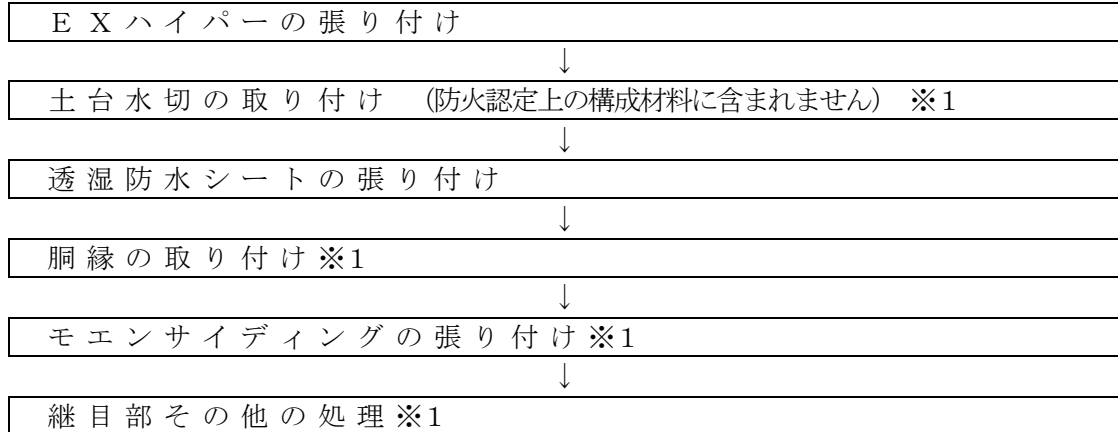 ＥＸハイパーの張り付け
↓
土台水切の取り付け　（防火認定上の構成材料に含まれません）　※１
↓
透湿防水シートの張り付け
↓
胴縁の取り付け※１
↓
モエンサイディングの張り付け※１
↓
継目部その他の処理※１